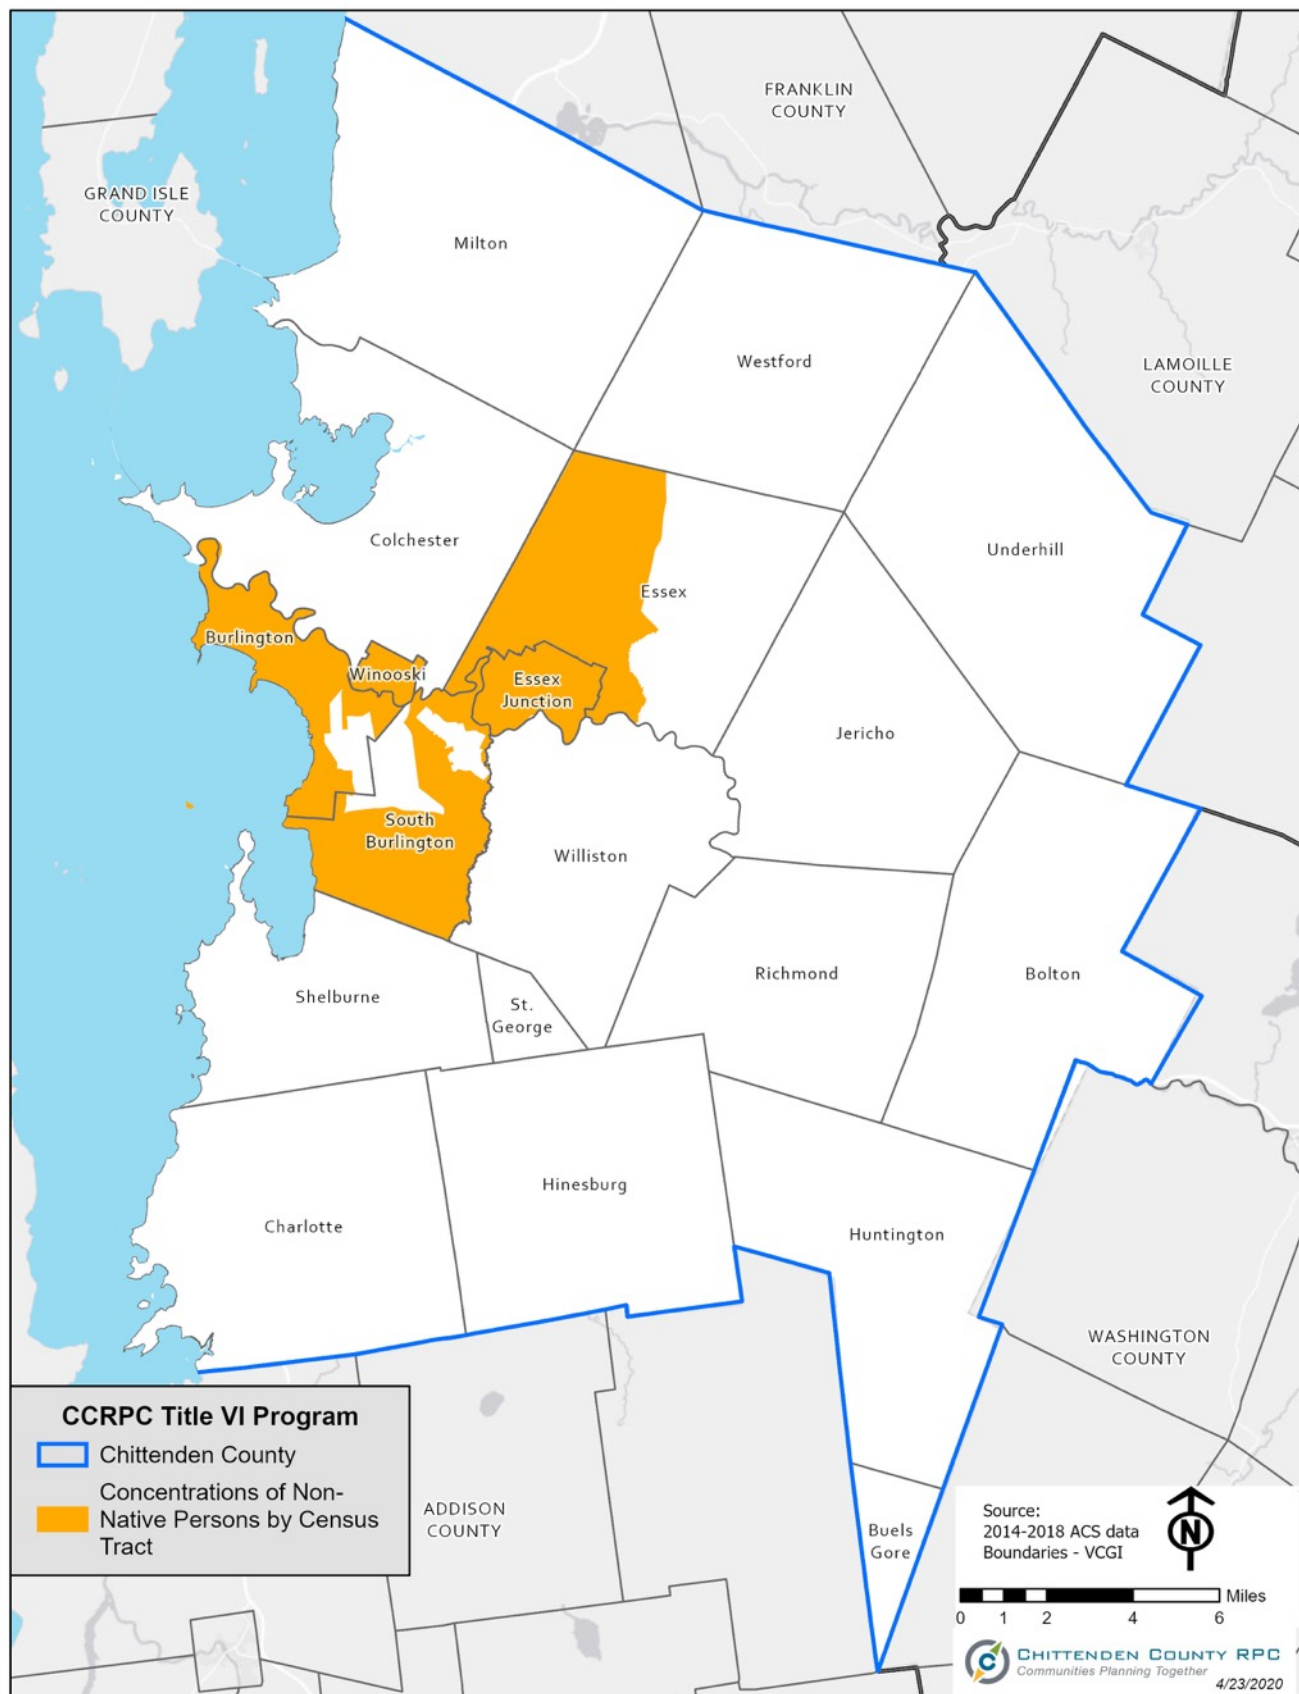 FRANKLIN
COUNTY
GRAND ISLE
COUNTY
Milton
Westford
LAMOILLE
COUNTY
Colchester
Underhill
Essex
Burlington
Winooski
Essex
Junction
Jericho
South
Burlington
Williston
Richmond
Bolton
Shelburne
St.
George
Hinesburg
Charlotte
Huntington
WASHINGTON
COUNTY
CCRPC Title VI Program
Chittenden County
Concentrations of Non-
Native Persons by Census
Tract
ADDISON
COUNTY
Buels
Gore
Source:
2014-2018 ACS data
Boundaries - VCGI
N
Miles
0 1 2 4 6
C
CHITTENDEN COUNTY RPC
Communities Planning Together
4/23/2020